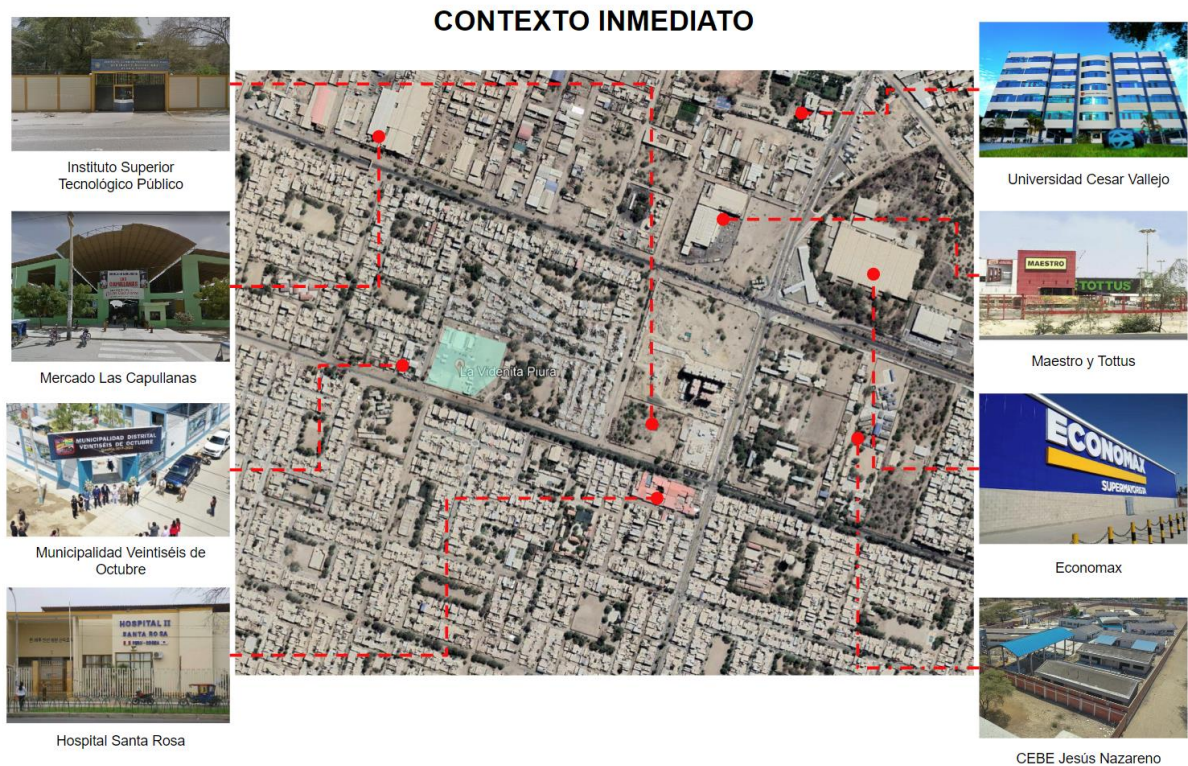 CONTEXTO INMEDIATO
Instituto Superior
Tecnológico Público
Mercado Las Capullanas
MUNICIPALIDAD DISTRITAL
VEINTISÉIS DE OCTUBRE
Municipalidad Veintiséis de
Octubre
HOSPITAL II
SANTA ROSA
Hospital Santa Rosa
La Videnita Piura
Universidad Cesar Vallejo
MAESTRO
TOTTUS
Maestro y Tottus
ECONOMAX
SUPERMAYORISTA
Economax
CEBE Jesús Nazareno